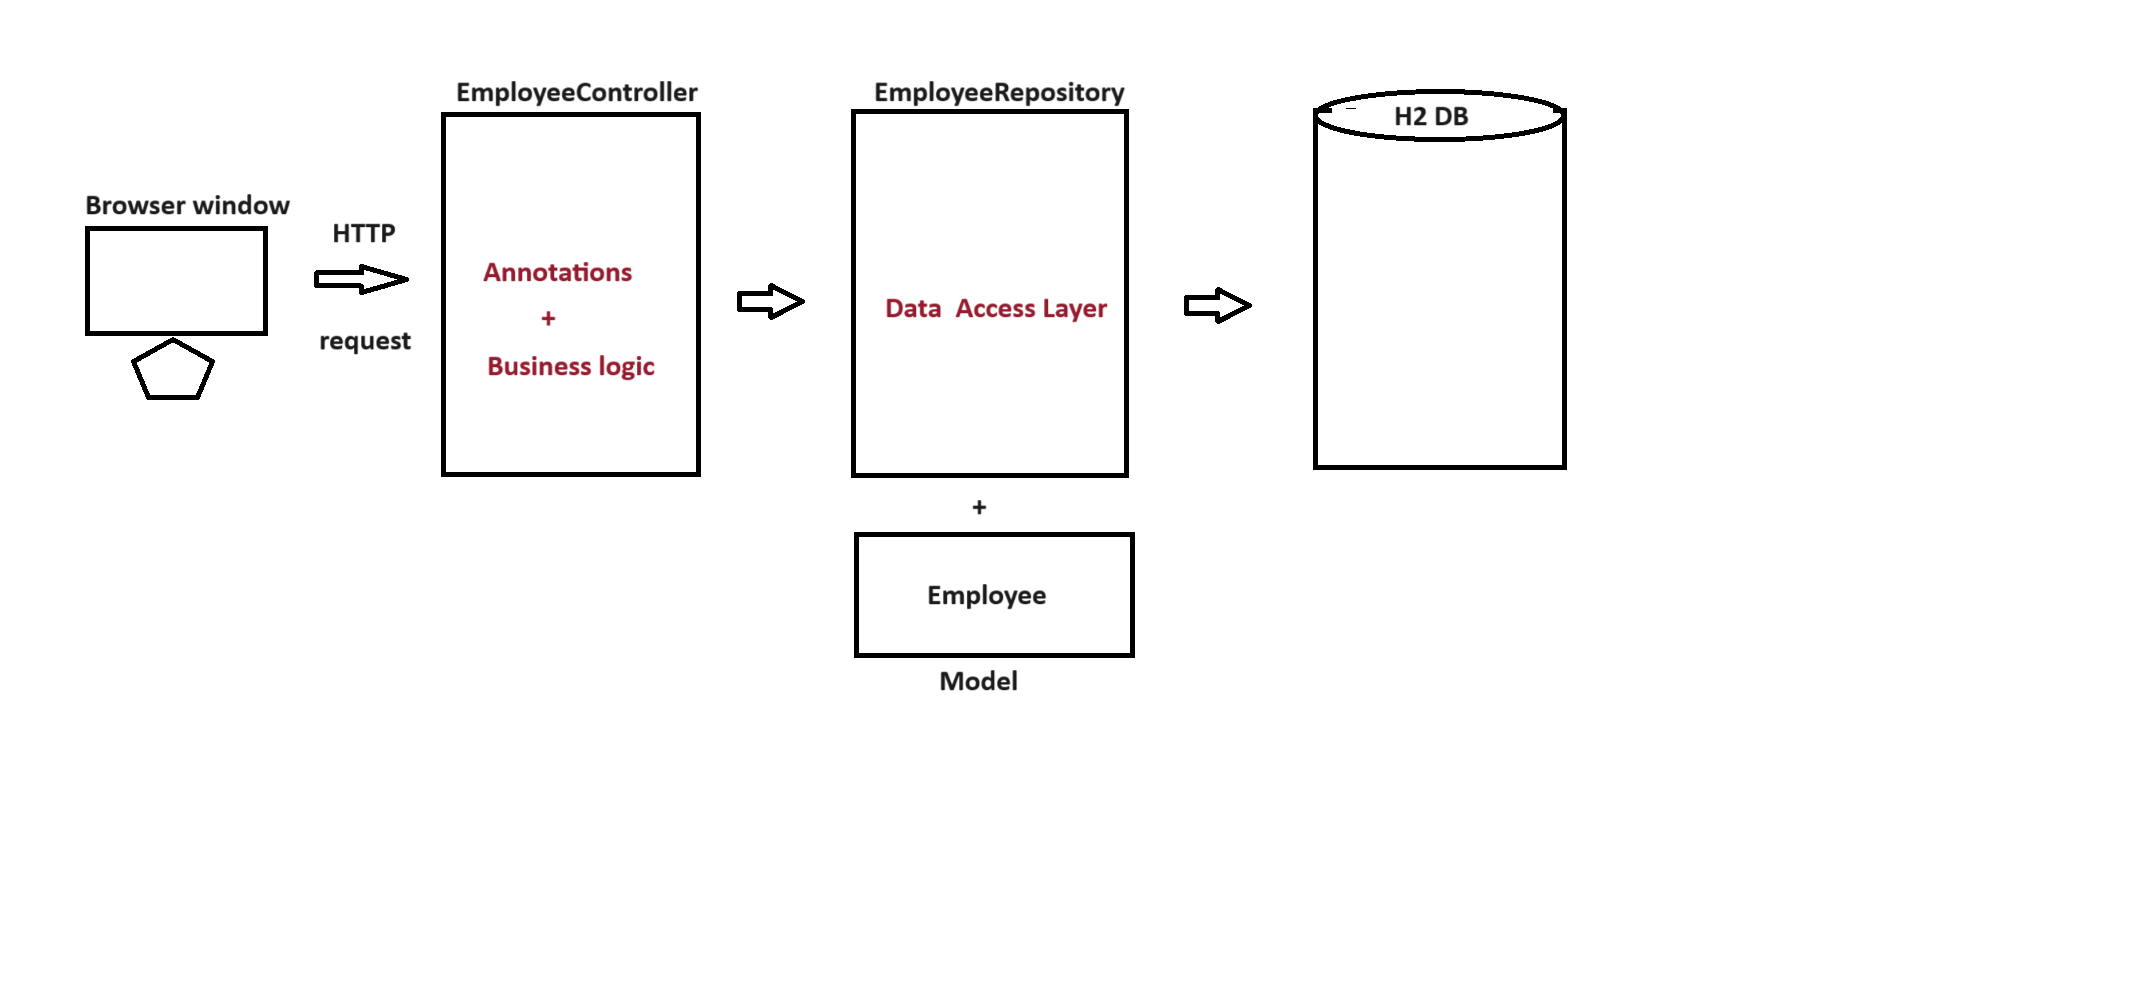 Browser window
HTTP
request
EmployeeController
Annotations
+
Business logic
EmployeeRepository
Data  Access Layer
+
Employee
Model
H2 DB